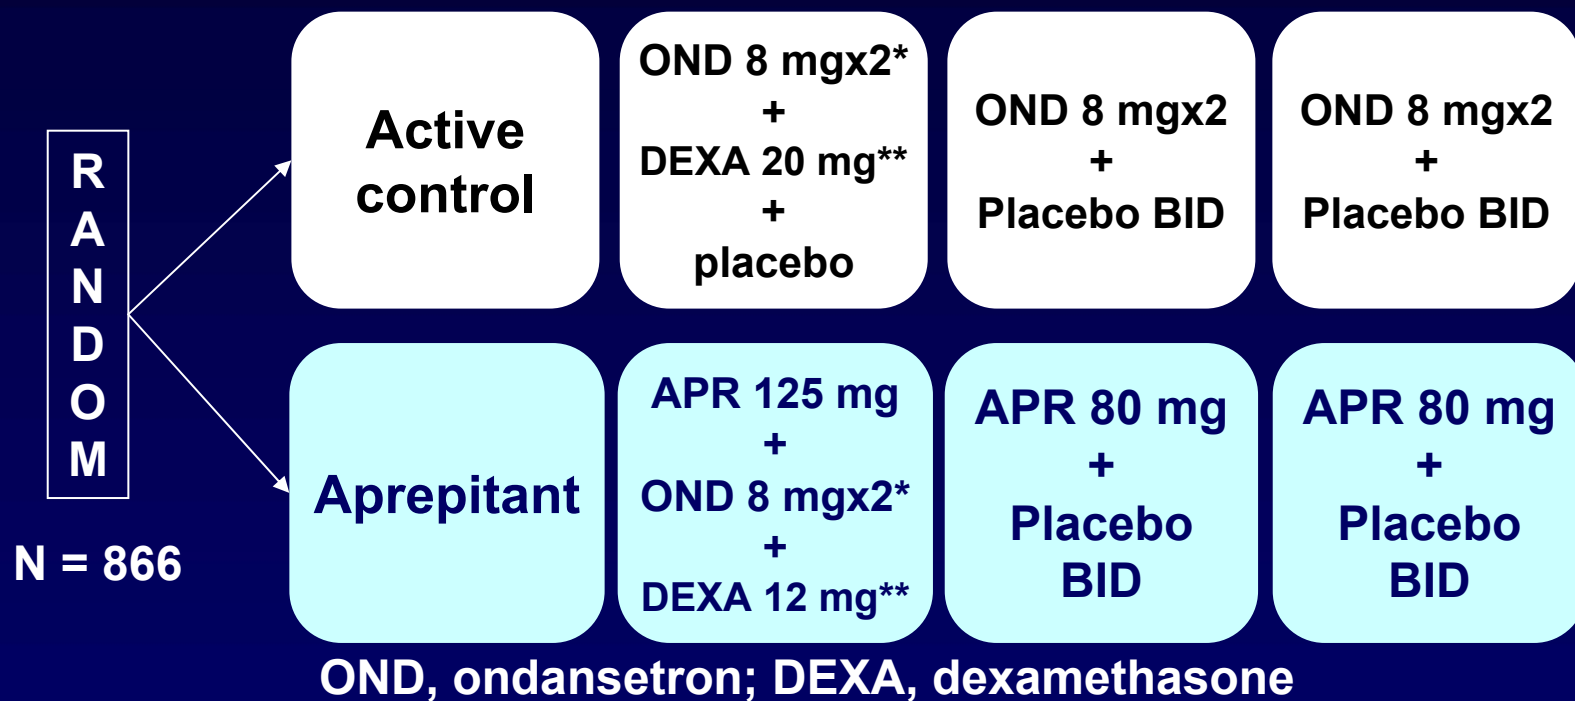 R
A
N
D
O
M
N = 866
Active
control
OND 8 mgx2*
+
DEXA 20 mg**
+
placebo
OND 8 mgx2
+
Placebo BID
OND 8 mgx2
+
Placebo BID
Aprepitant
APR 125 mg
+
OND 8 mgx2*
+
DEXA 12 mg**
APR 80 mg
+
Placebo
BID
APR 80 mg
+
Placebo
BID
OND, ondansetron; DEXA, dexamethasone